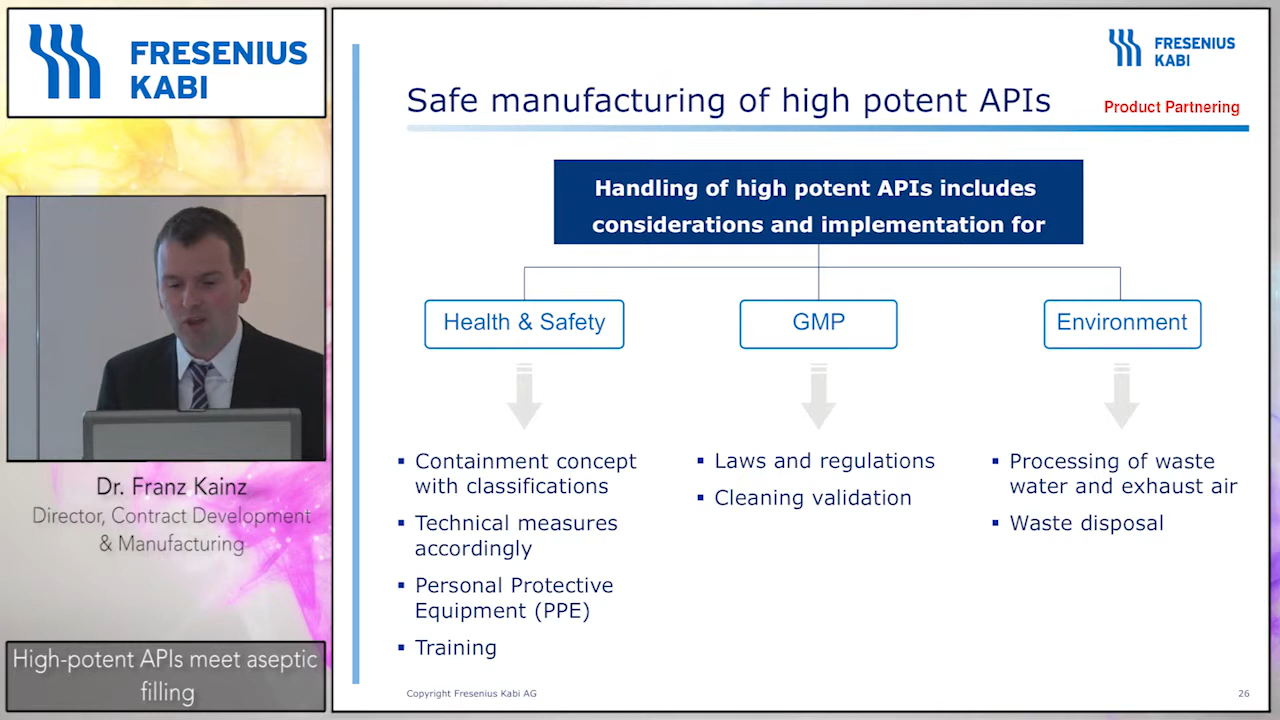 FRESENIUS
KABI
Dr. Franz Kainz
Director, Contract Development
& Manufacturing
High-potent APIs meet aseptic
filling
FRESENIUS
KABI
Safe manufacturing of high potent APIs
Product Partnering
Handling of high potent APIs includes
considerations and implementation for
Health & Safety
GMP
Environment
▪ Containment concept
with classifications
▪ Technical measures
accordingly
▪ Personal Protective
Equipment (PPE)
▪ Training
▪ Laws and regulations
▪ Cleaning validation
▪ Processing of waste
water and exhaust air
▪ Waste disposal
Copyright Fresenius Kabi AG
26